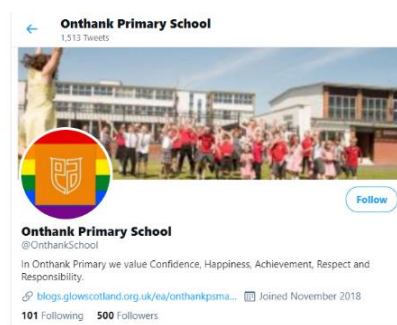 Onthank Primary School
1,513 Tweets
Follow
Onthank Primary School
@OnthankSchool
In Onthank Primary we value Confidence, Happiness, Achievement, Respect and
Responsibility.
blogs.glowscotland.org.uk/ea/onthankpsma... Joined November 2018
101 Following 500 Followers